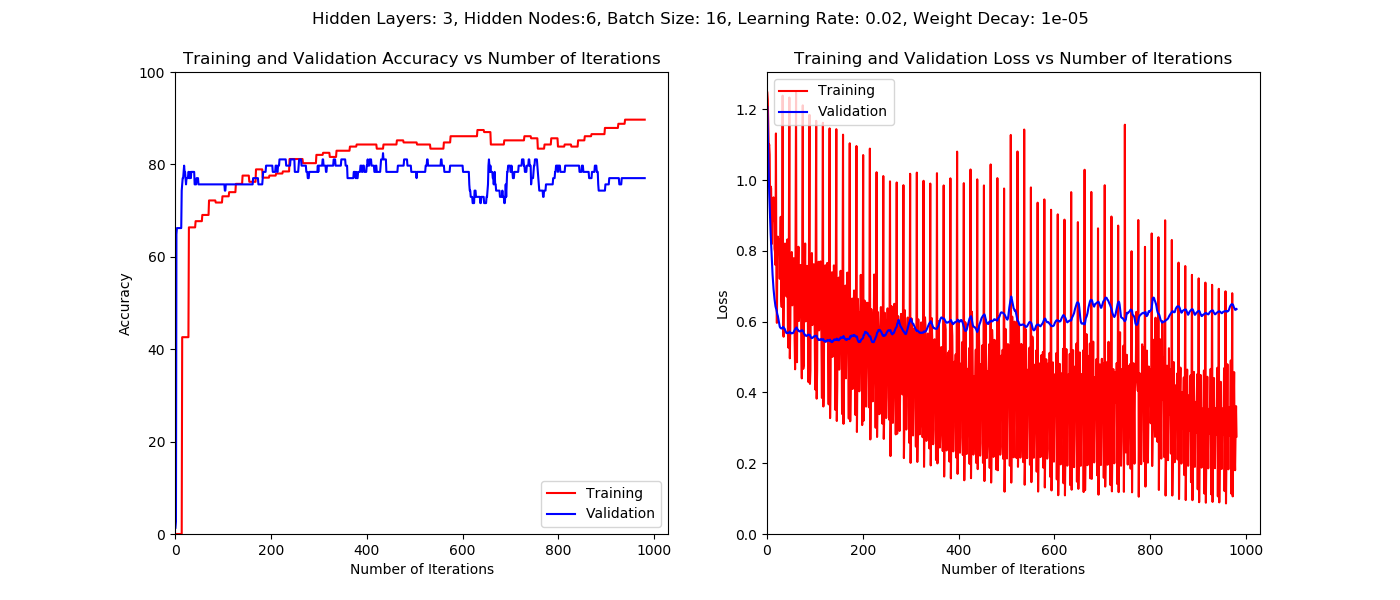 Hidden Layers: 3, Hidden Nodes:6, Batch Size: 16, Learning Rate: 0.02, Weight Decay: 1e-05
Training and Validation Accuracy vs Number of Iterations
100
80
60
40
20
0
Accuracy
0 200 400 600 800 1000
Number of Iterations
Training
Validation
Training and Validation Loss vs Number of Iterations
1.2
1.0
0.8
0.6
0.4
0.2
0.0
Loss
0 200 400 600 800 1000
Number of Iterations
Training
Validation